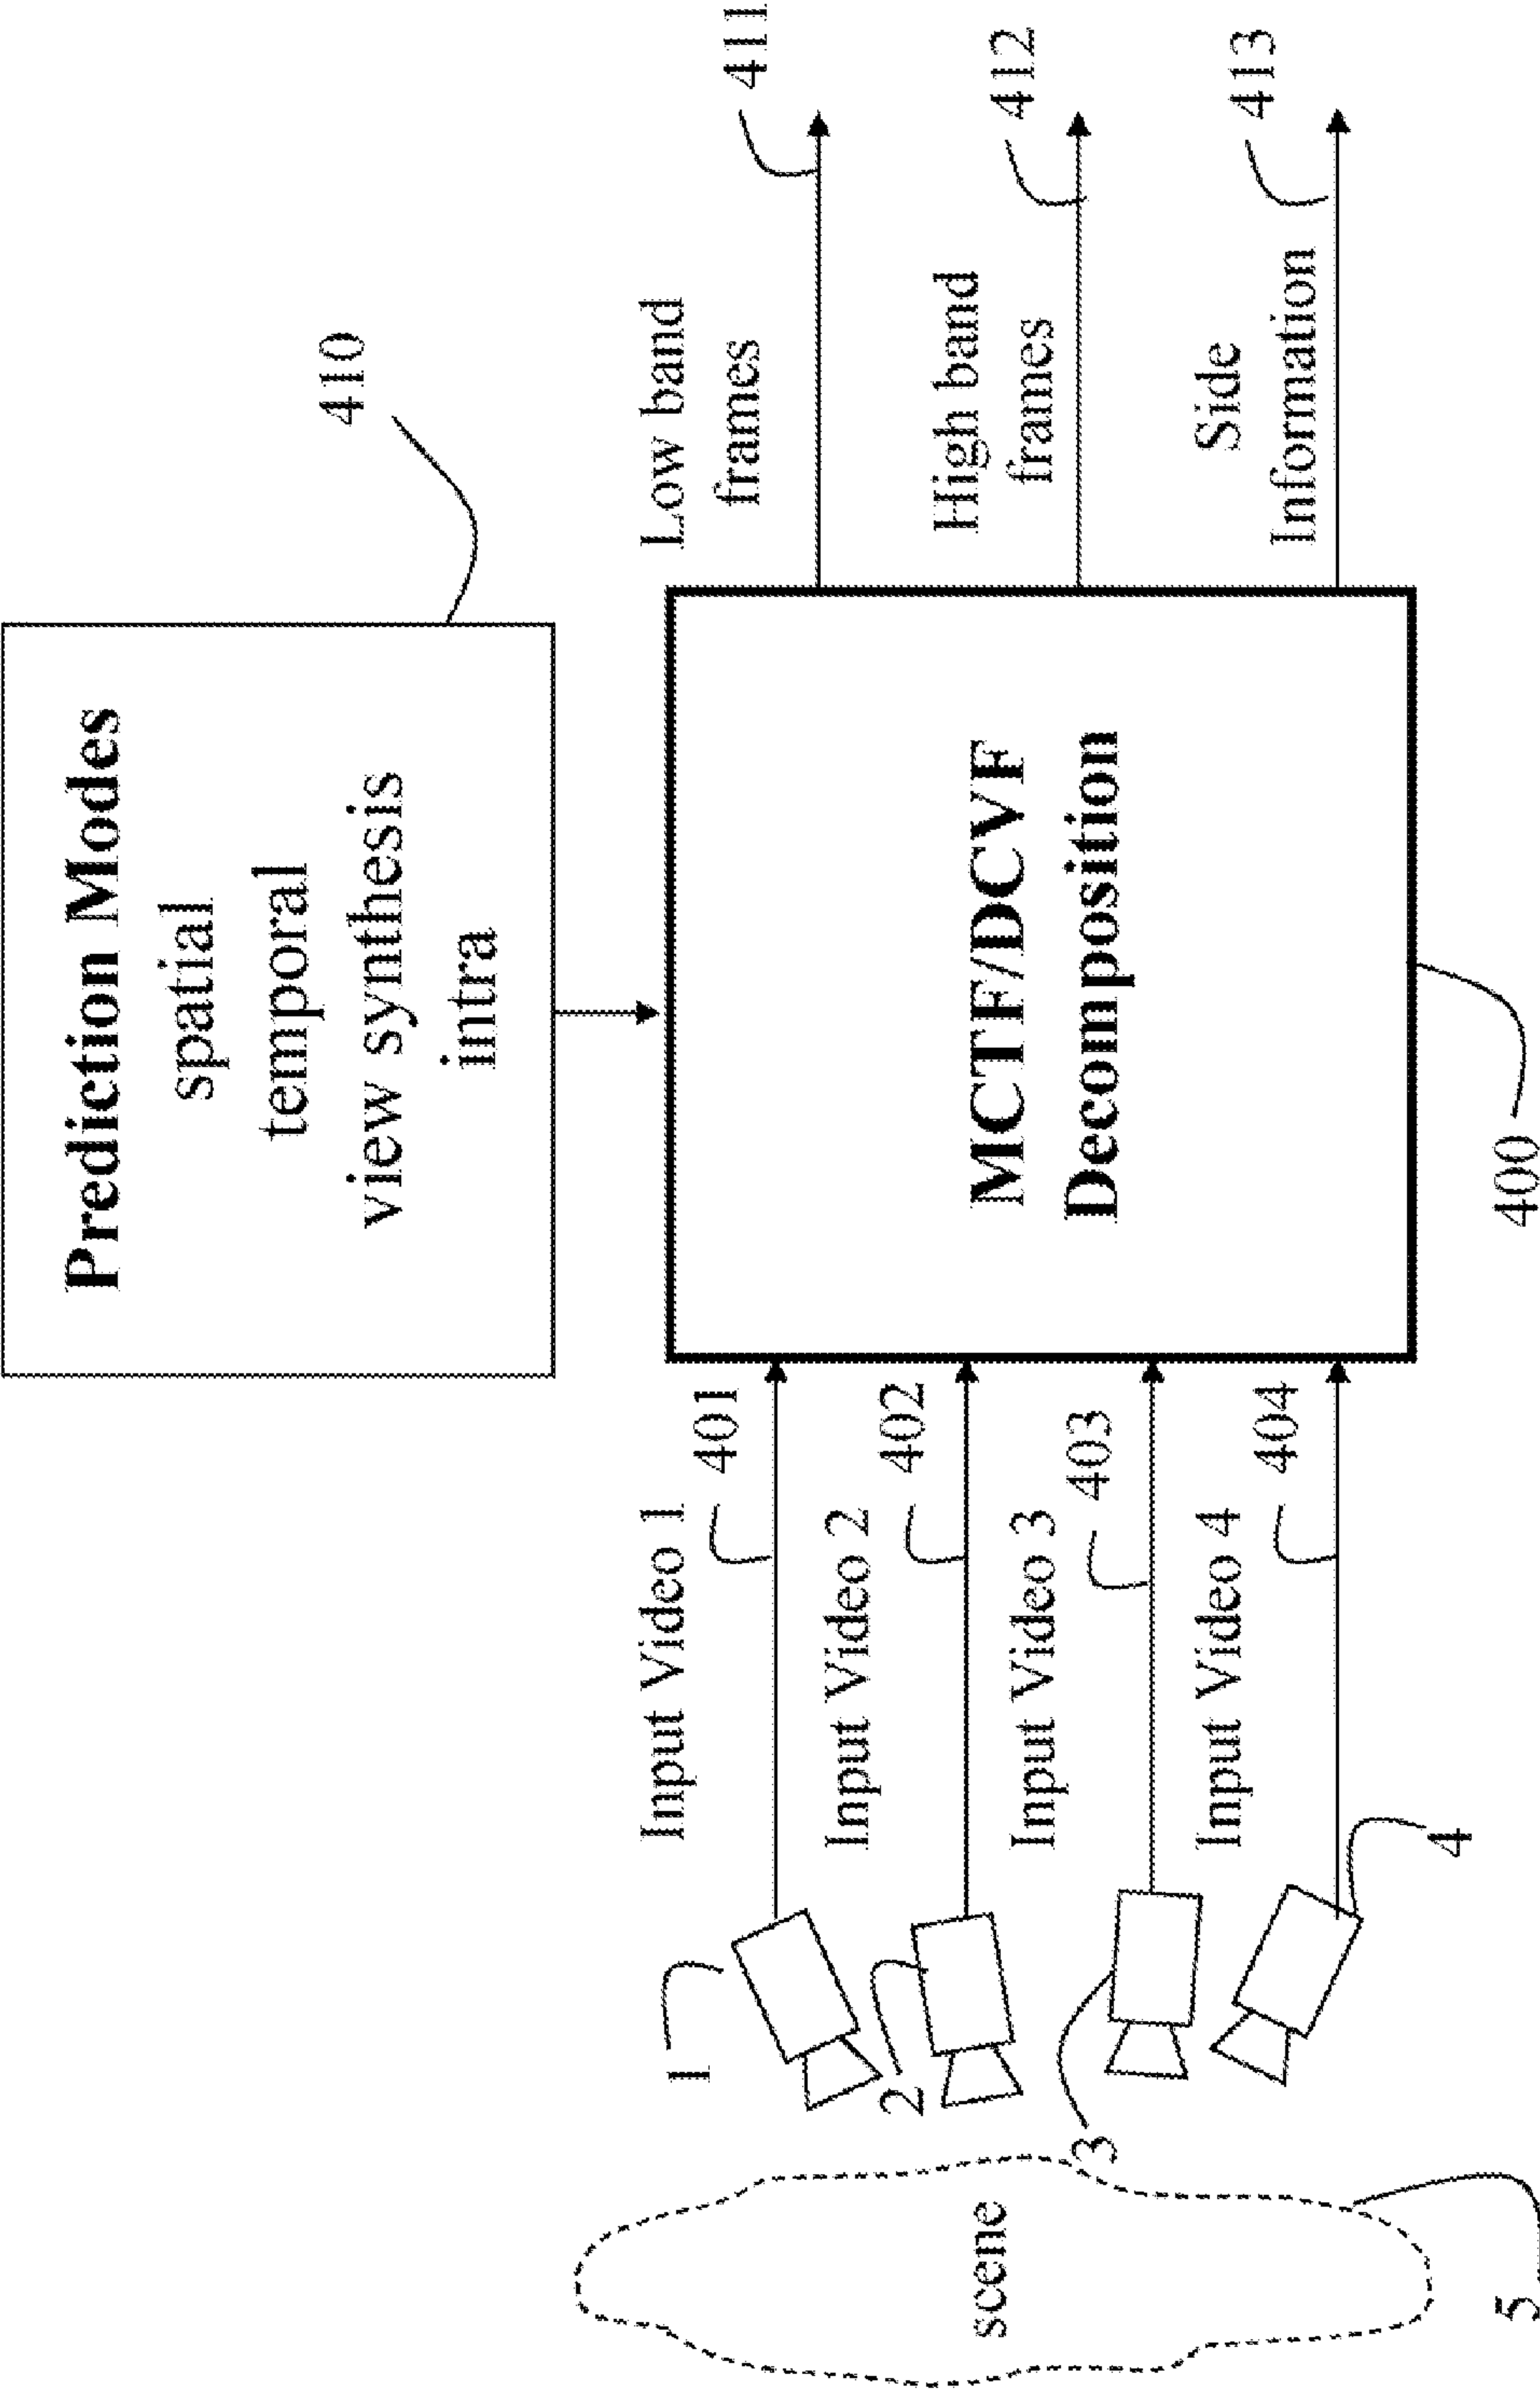 Prediction Modes
spatial
temporal
view synthesis
intra
410
Input Video 1
401
Input Video 2
402
Input Video 3
403
Input Video 4
404
1
2
3
4
scene
5
MCTF/DCVF
Decomposition
400
Low band
frames
411
High band
frames
412
Side
Information
413